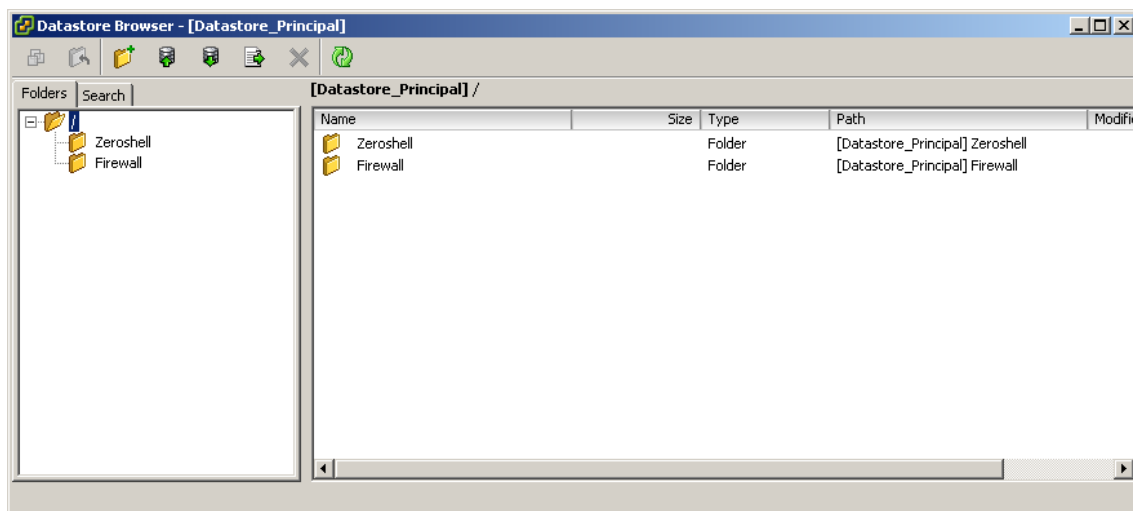 Datastore Browser - [Datastore_Principal]
Folders Search
[Datastore_Principal] /
/
Zeroshell
Firewall
Name Size Type Path Modifie
Zeroshell Folder [Datastore_Principal] Zeroshell
Firewall Folder [Datastore_Principal] Firewall